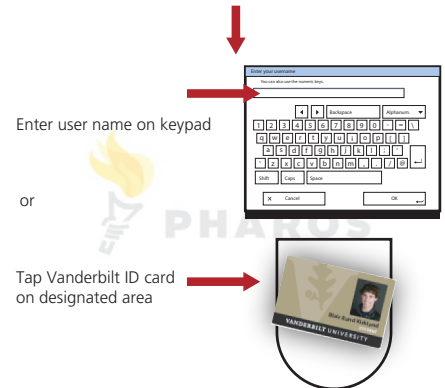 Enter your username
You can also use the numeric keys.
Backspace
Alphanum.
1 2 3 4 5 6 7 8 9 0 - = \
q w e r t y u i o p [ ]
a s d f g h j k l ; '
z x c v b n m , . / @
Shift Caps Space
X Cancel
OK
Enter user name on keypad
or
PHAROS
Tap Vanderbilt ID card
on designated area
VANDERBILT UNIVERSITY